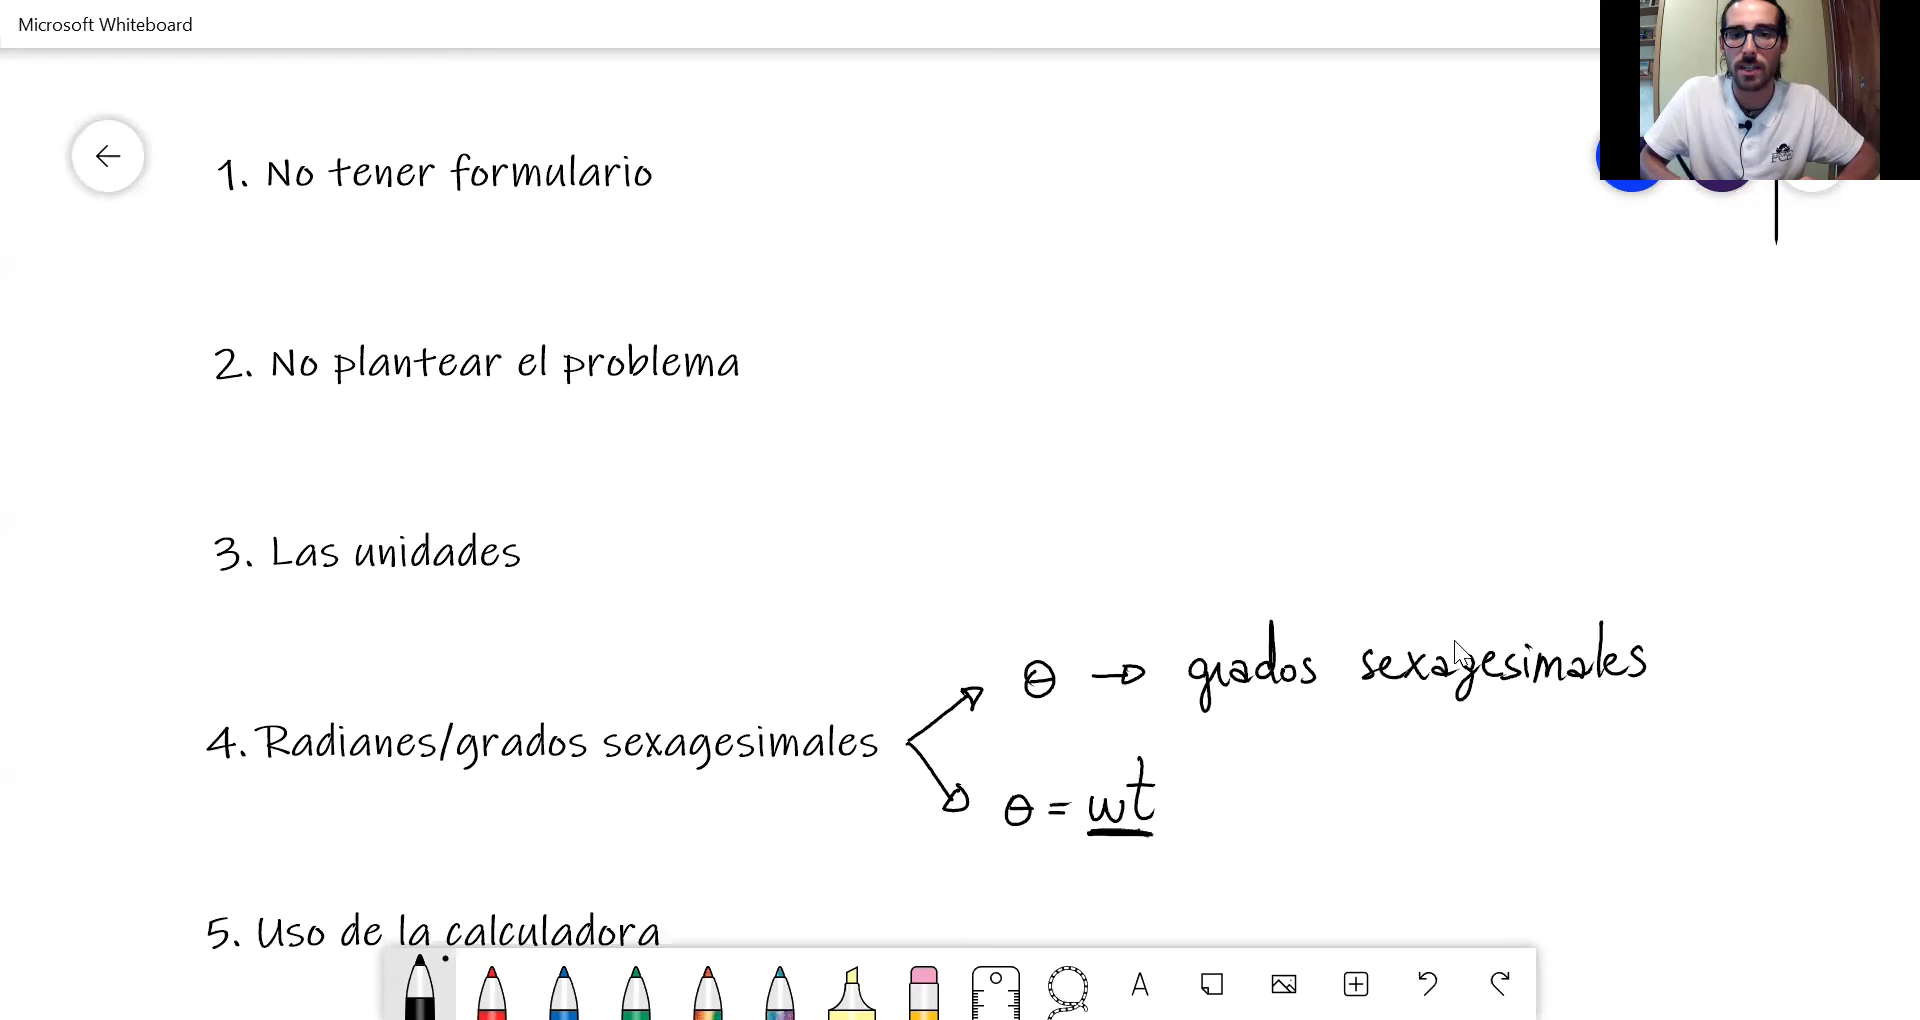 Microsoft Whiteboard
1. No tener formulario
2. No plantear el problema
3. Las unidades
θ → grados sexagesimales
4. Radianes/grados sexagesimales
θ = wt
5. Uso de la calculadora
A